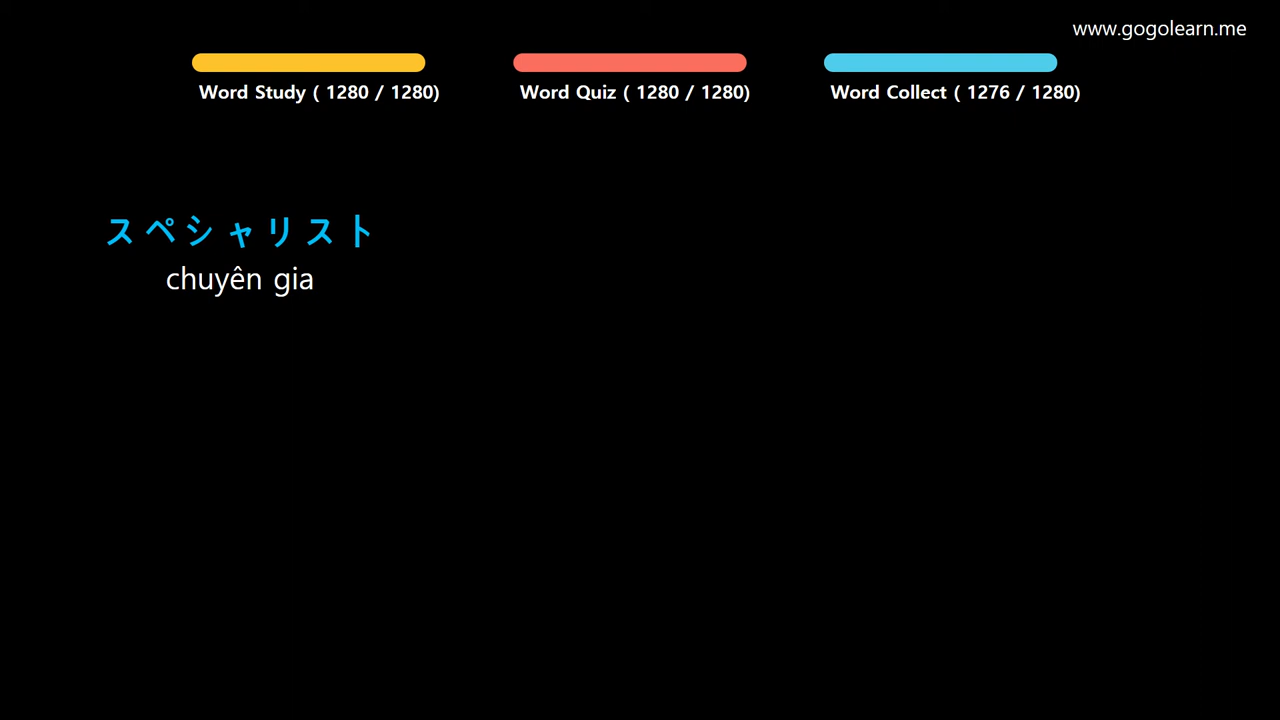 www.gogolearn.me
Word Study ( 1280 / 1280)
Word Quiz ( 1280 / 1280)
Word Collect ( 1276 / 1280)
スペシャリスト
chuyên gia